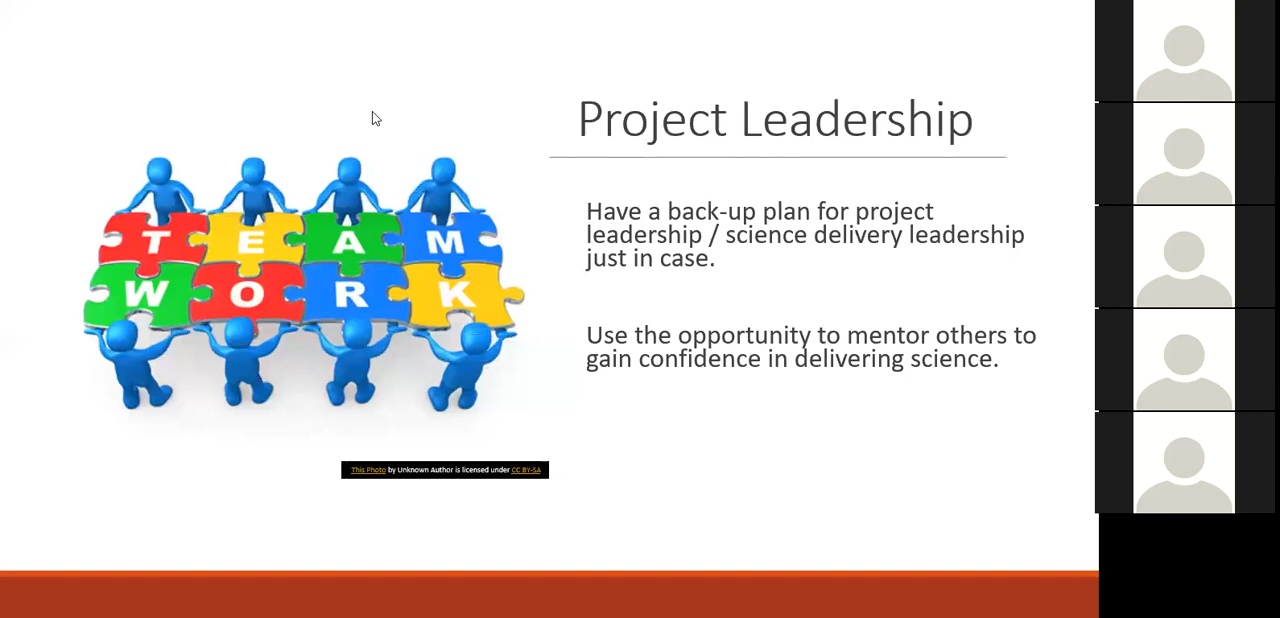 Project Leadership
TEAM
WORK
Have a back-up plan for project
leadership / science delivery leadership
just in case.
Use the opportunity to mentor others to
gain confidence in delivering science.
This Photo by Unknown Author is licensed under CC BY-SA